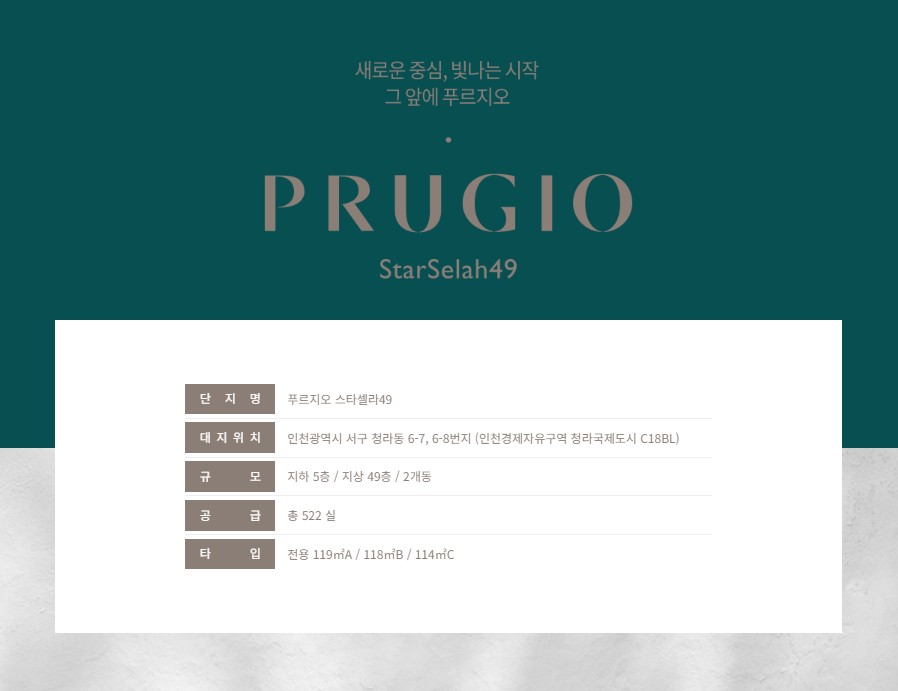 새로운 중심, 빛나는 시작
그 앞에 푸르지오
PRUGIO
StarSelah49
단 지 명 푸르지오 스타셀라49
대 지 위 치 인천광역시 서구 청라동 6-7, 6-8번지 (인천경제자유구역 청라국제도시 C18BL)
규 모 지하 5층 / 지상 49층 / 2개동
공 급 총 522 실
타 입 전용 119㎡A / 118㎡B / 114㎡C